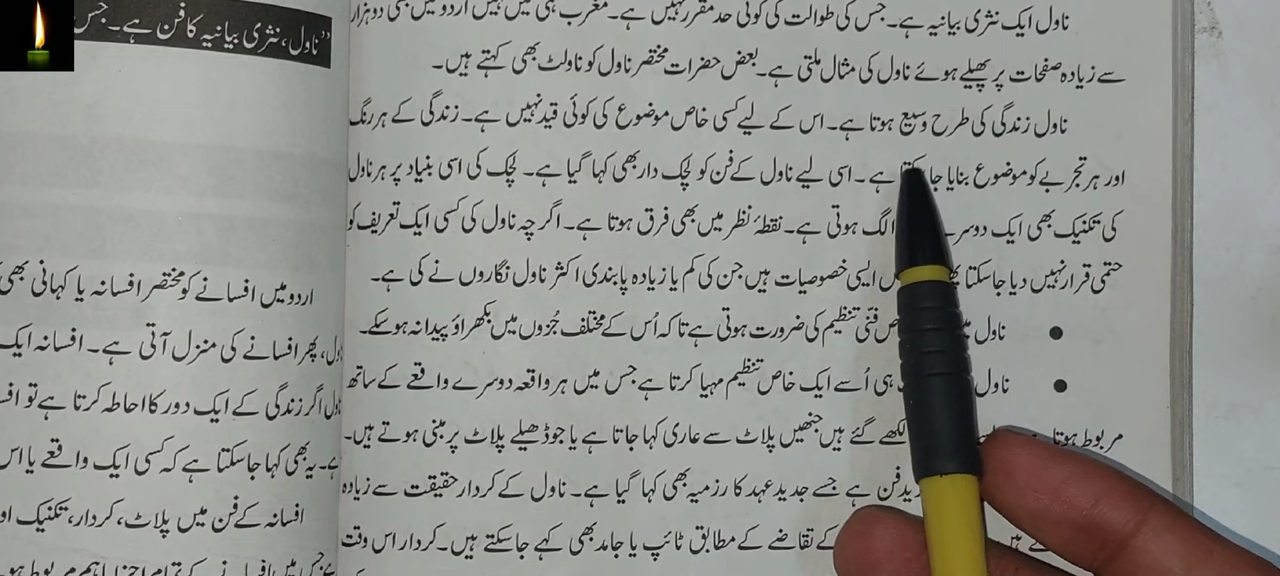 ناول ایک نثری بیانیہ ہے۔ جس کی طوالت کی کوئی حد مقرر نہیں ہے۔ مغرب ہی میں نہیں اردو میں بھی دو ہزار
سے زیادہ صفحات پر پھیلے ہوئے ناول کی مثال ملتی ہے۔ بعض حضرات مختصر ناول کو ناولٹ بھی کہتے ہیں۔
ناول زندگی کی طرح وسیع ہوتا ہے۔ اس کے لیے کسی خاص موضوع کی کوئی قید نہیں ہے۔ زندگی کے ہر رنگ
اور ہر تجربے کو موضوع بنایا جا سکتا ہے۔ اسی لیے ناول کے فن کو لچک دار بھی کہا گیا ہے۔ لچک کی اسی بنیاد پر ہر ناول
کی تکنیک بھی ایک دوسرے الگ ہوتی ہے۔ نقطۂ نظر میں بھی فرق ہوتا ہے۔ اگرچہ ناول کی کسی ایک تعریف کو
حتمی قرار نہیں دیا جا سکتا ایسی خصوصیات ہیں جن کی کم یا زیادہ پابندی اکثر ناول نگاروں نے کی ہے۔
● ناول فنی تنظیم کی ضرورت ہوتی ہے تاکہ اُس کے مختلف جُزوں میں بکھراؤ پیدا نہ ہو سکے۔
● ناول ہی اُسے ایک خاص تنظیم مہیا کرتا ہے جس میں ہر واقعہ دوسرے واقعے کے ساتھ
مربوط ہوتا لکھے گئے ہیں جنھیں پلاٹ سے عاری کہا جاتا ہے یا جو ڈھیلے پلاٹ پر مبنی ہوتے ہیں۔
فن ہے جسے جدید عہد کا رزمیہ بھی کہا گیا ہے۔ ناول کے کردار حقیقت سے زیادہ
کے تقاضے کے مطابق ٹائپ یا جامد بھی کہے جا سکتے ہیں۔ کردار اس وقت
”ناول، نثری بیانیہ کا فن ہے۔ جس
اردو میں افسانے کو مختصر افسانہ یا کہانی بھی
پھر افسانے کی منزل آتی ہے۔ افسانہ ایک
ناول اگر زندگی کے ایک دور کا احاطہ کرتا ہے تو
ہے۔ یہ بھی کہا جا سکتا ہے کہ کسی ایک واقعے یا اس
افسانہ کے فن میں پلاٹ، کردار، تکنیک